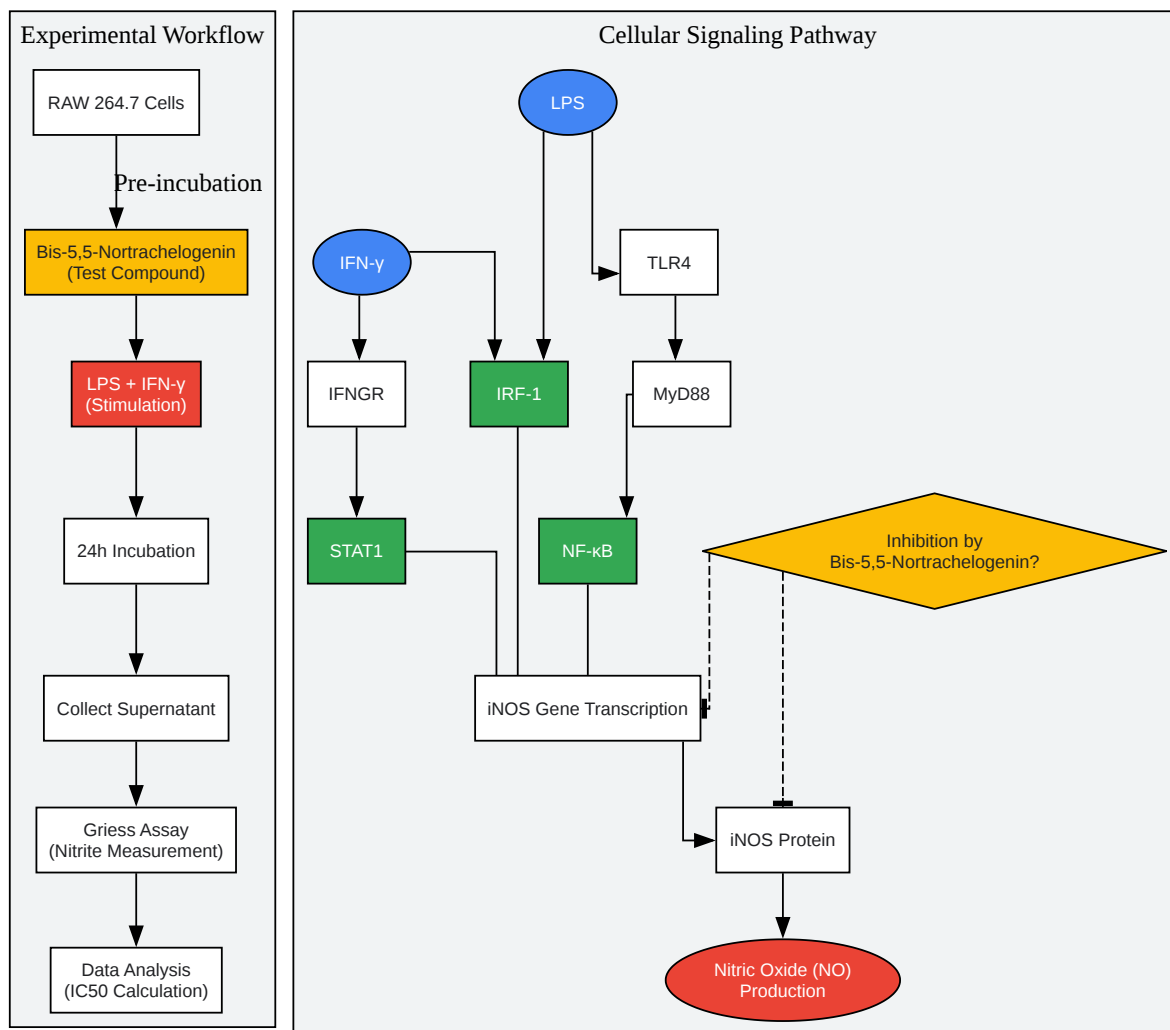 Experimental Workflow
RAW 264.7 Cells
Pre-incubation
Bis-5,5-Nortrachelogenin
(Test Compound)
LPS + IFN-γ
(Stimulation)
24h Incubation
Collect Supernatant
Griess Assay
(Nitrite Measurement)
Data Analysis
(IC50 Calculation)
Cellular Signaling Pathway
LPS
IFN-γ
TLR4
IFNGR
IRF-1
MyD88
STAT1
NF-κB
Inhibition by
Bis-5,5-Nortrachelogenin?
iNOS Gene Transcription
iNOS Protein
Nitric Oxide (NO)
Production